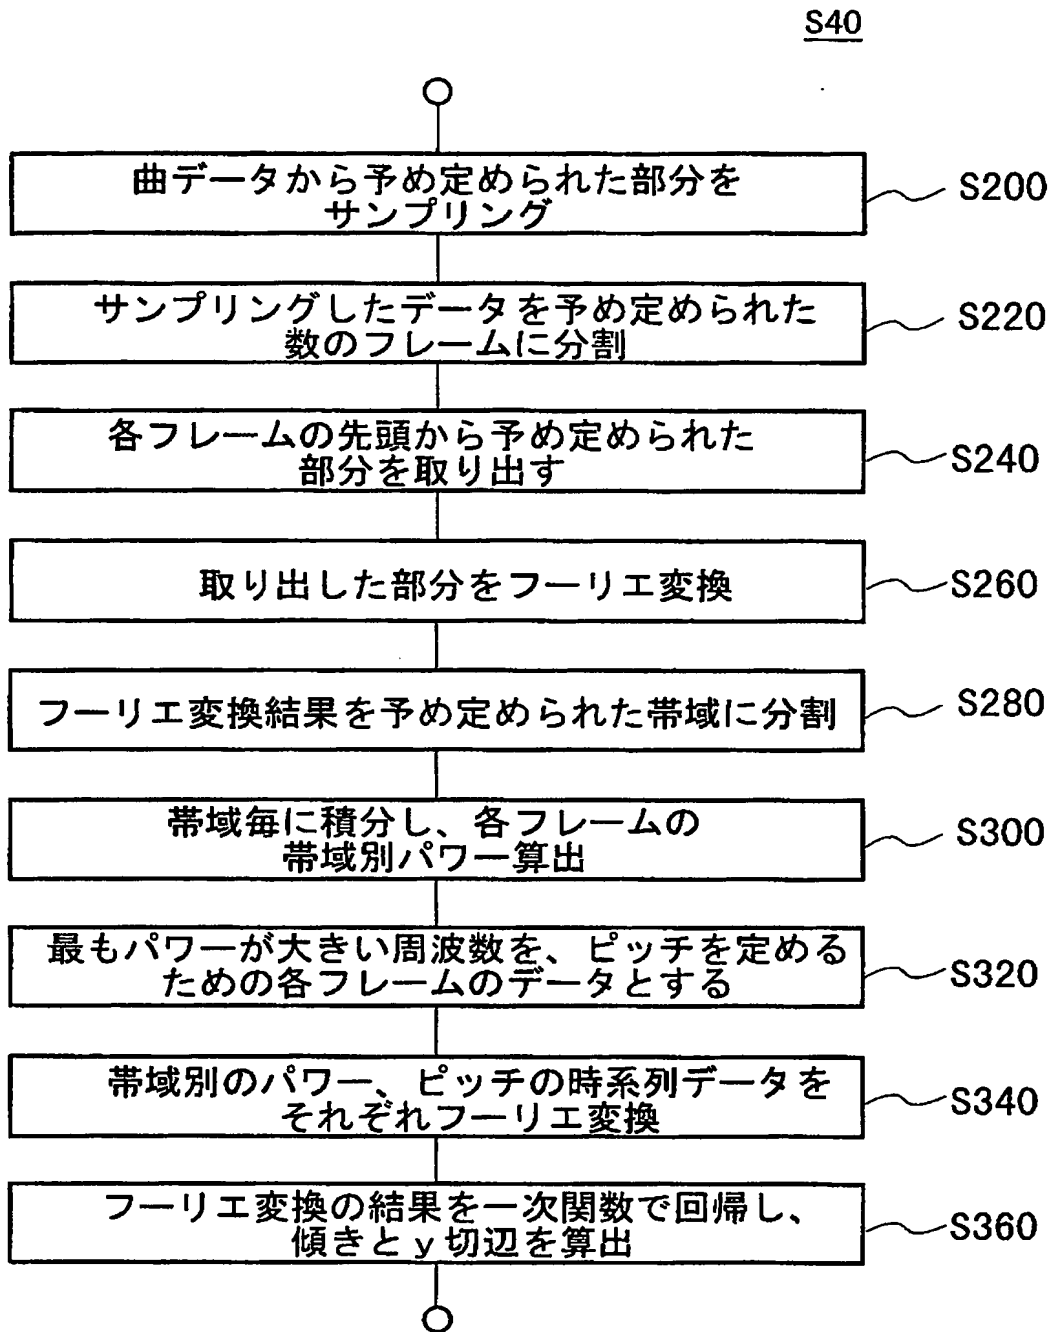 S40
曲データから予め定められた部分を
サンプリング
S200
サンプリングしたデータを予め定められた
数のフレームに分割
S220
各フレームの先頭から予め定められた
部分を取り出す
S240
取り出した部分をフーリエ変換
S260
フーリエ変換結果を予め定められた帯域に分割
S280
帯域毎に積分し、各フレームの
帯域別パワー算出
S300
最もパワーが大きい周波数を、ピッチを定める
ための各フレームのデータとする
S320
帯域別のパワー、ピッチの時系列データを
それぞれフーリエ変換
S340
フーリエ変換の結果を一次関数で回帰し、
傾きとy切辺を算出
S360